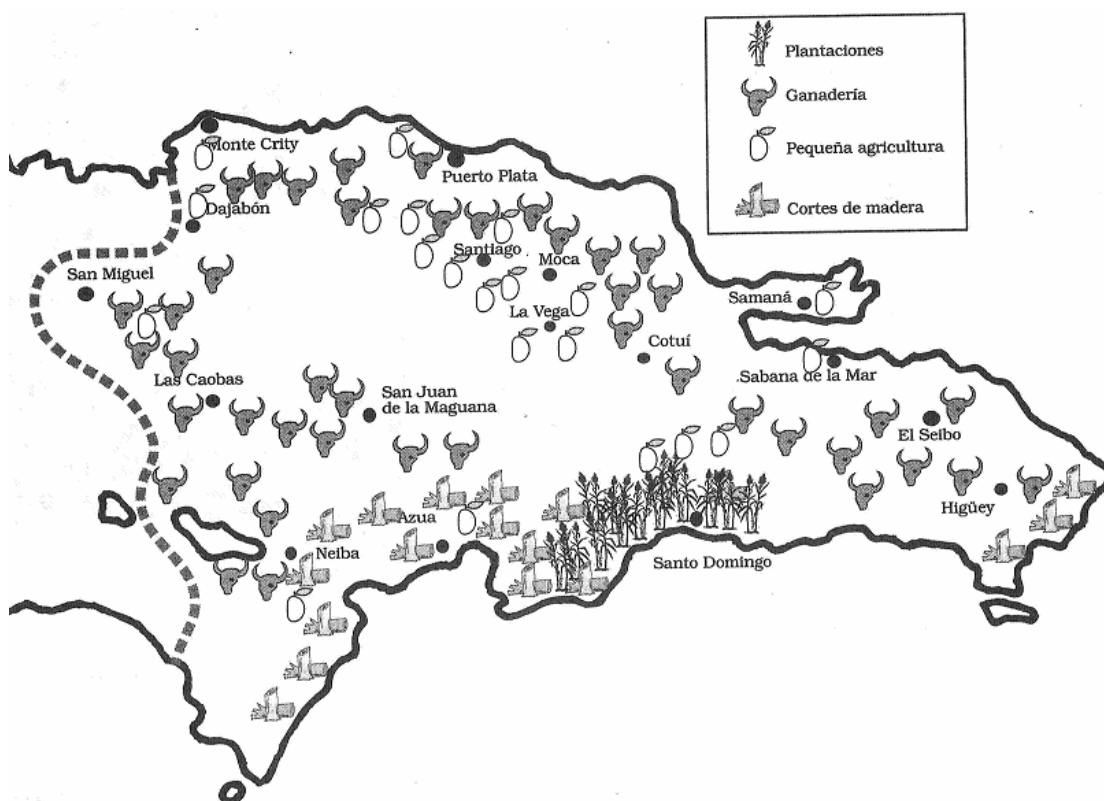 Plantaciones
Ganadería
Pequeña agricultura
Cortes de madera
Monte Crity
Puerto Plata
Dajabón
Santiago
Moca
San Miguel
Samaná
La Vega
Cotuí
Sabana de la Mar
Las Caobas
San Juan
de la Maguana
El Seibo
Higüey
Azua
Neiba
Santo Domingo